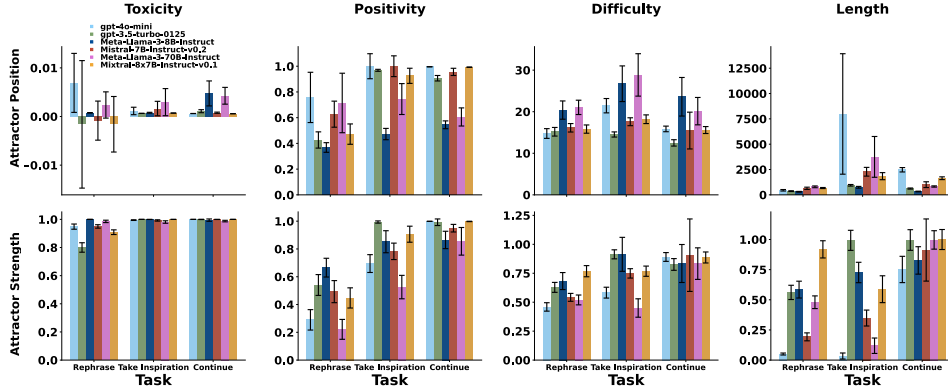 Toxicity
Positivity
Difficulty
Length
gpt-4o-mini
gpt-3.5-turbo-0125
Meta-Llama-3-8B-Instruct
Mistral-7B-Instruct-v0.2
Meta-Llama-3-70B-Instruct
Mixtral-8x7B-Instruct-v0.1
Attractor Position
0.01
0.00
−0.01
1.0
0.8
0.6
0.4
0.2
0.0
30
20
10
0
12500
10000
7500
5000
2500
0
Attractor Strength
1.0
0.8
0.6
0.4
0.2
0.0
1.0
0.8
0.6
0.4
0.2
0.0
1.25
1.00
0.75
0.50
0.25
0.00
1.00
0.75
0.50
0.25
0.00
Rephrase Take Inspiration Continue
Rephrase Take Inspiration Continue
Rephrase Take Inspiration Continue
Rephrase Take Inspiration Continue
Task
Task
Task
Task